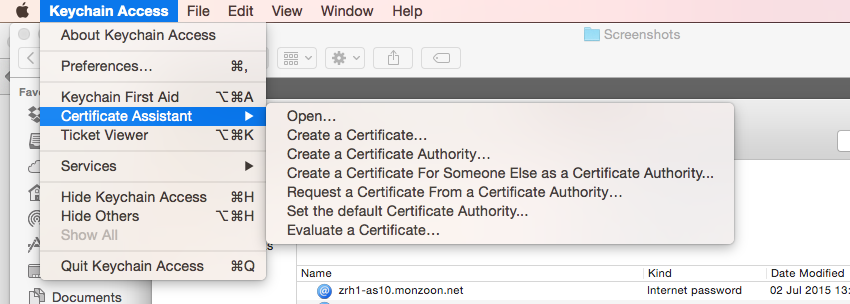 Keychain Access File Edit View Window Help
Screenshots
About Keychain Access
Preferences… ⌘,
Keychain First Aid ⌥⌘A
Certificate Assistant
Ticket Viewer ⌥⌘K
Services
Hide Keychain Access ⌘H
Hide Others ⌥⌘H
Show All
Quit Keychain Access ⌘Q
Open...
Create a Certificate...
Create a Certificate Authority...
Create a Certificate For Someone Else as a Certificate Authority...
Request a Certificate From a Certificate Authority...
Set the default Certificate Authority...
Evaluate a Certificate...
Documents
Name Kind Date Modified
zrh1-as10.monzoon.net Internet password 02 Jul 2015 13: